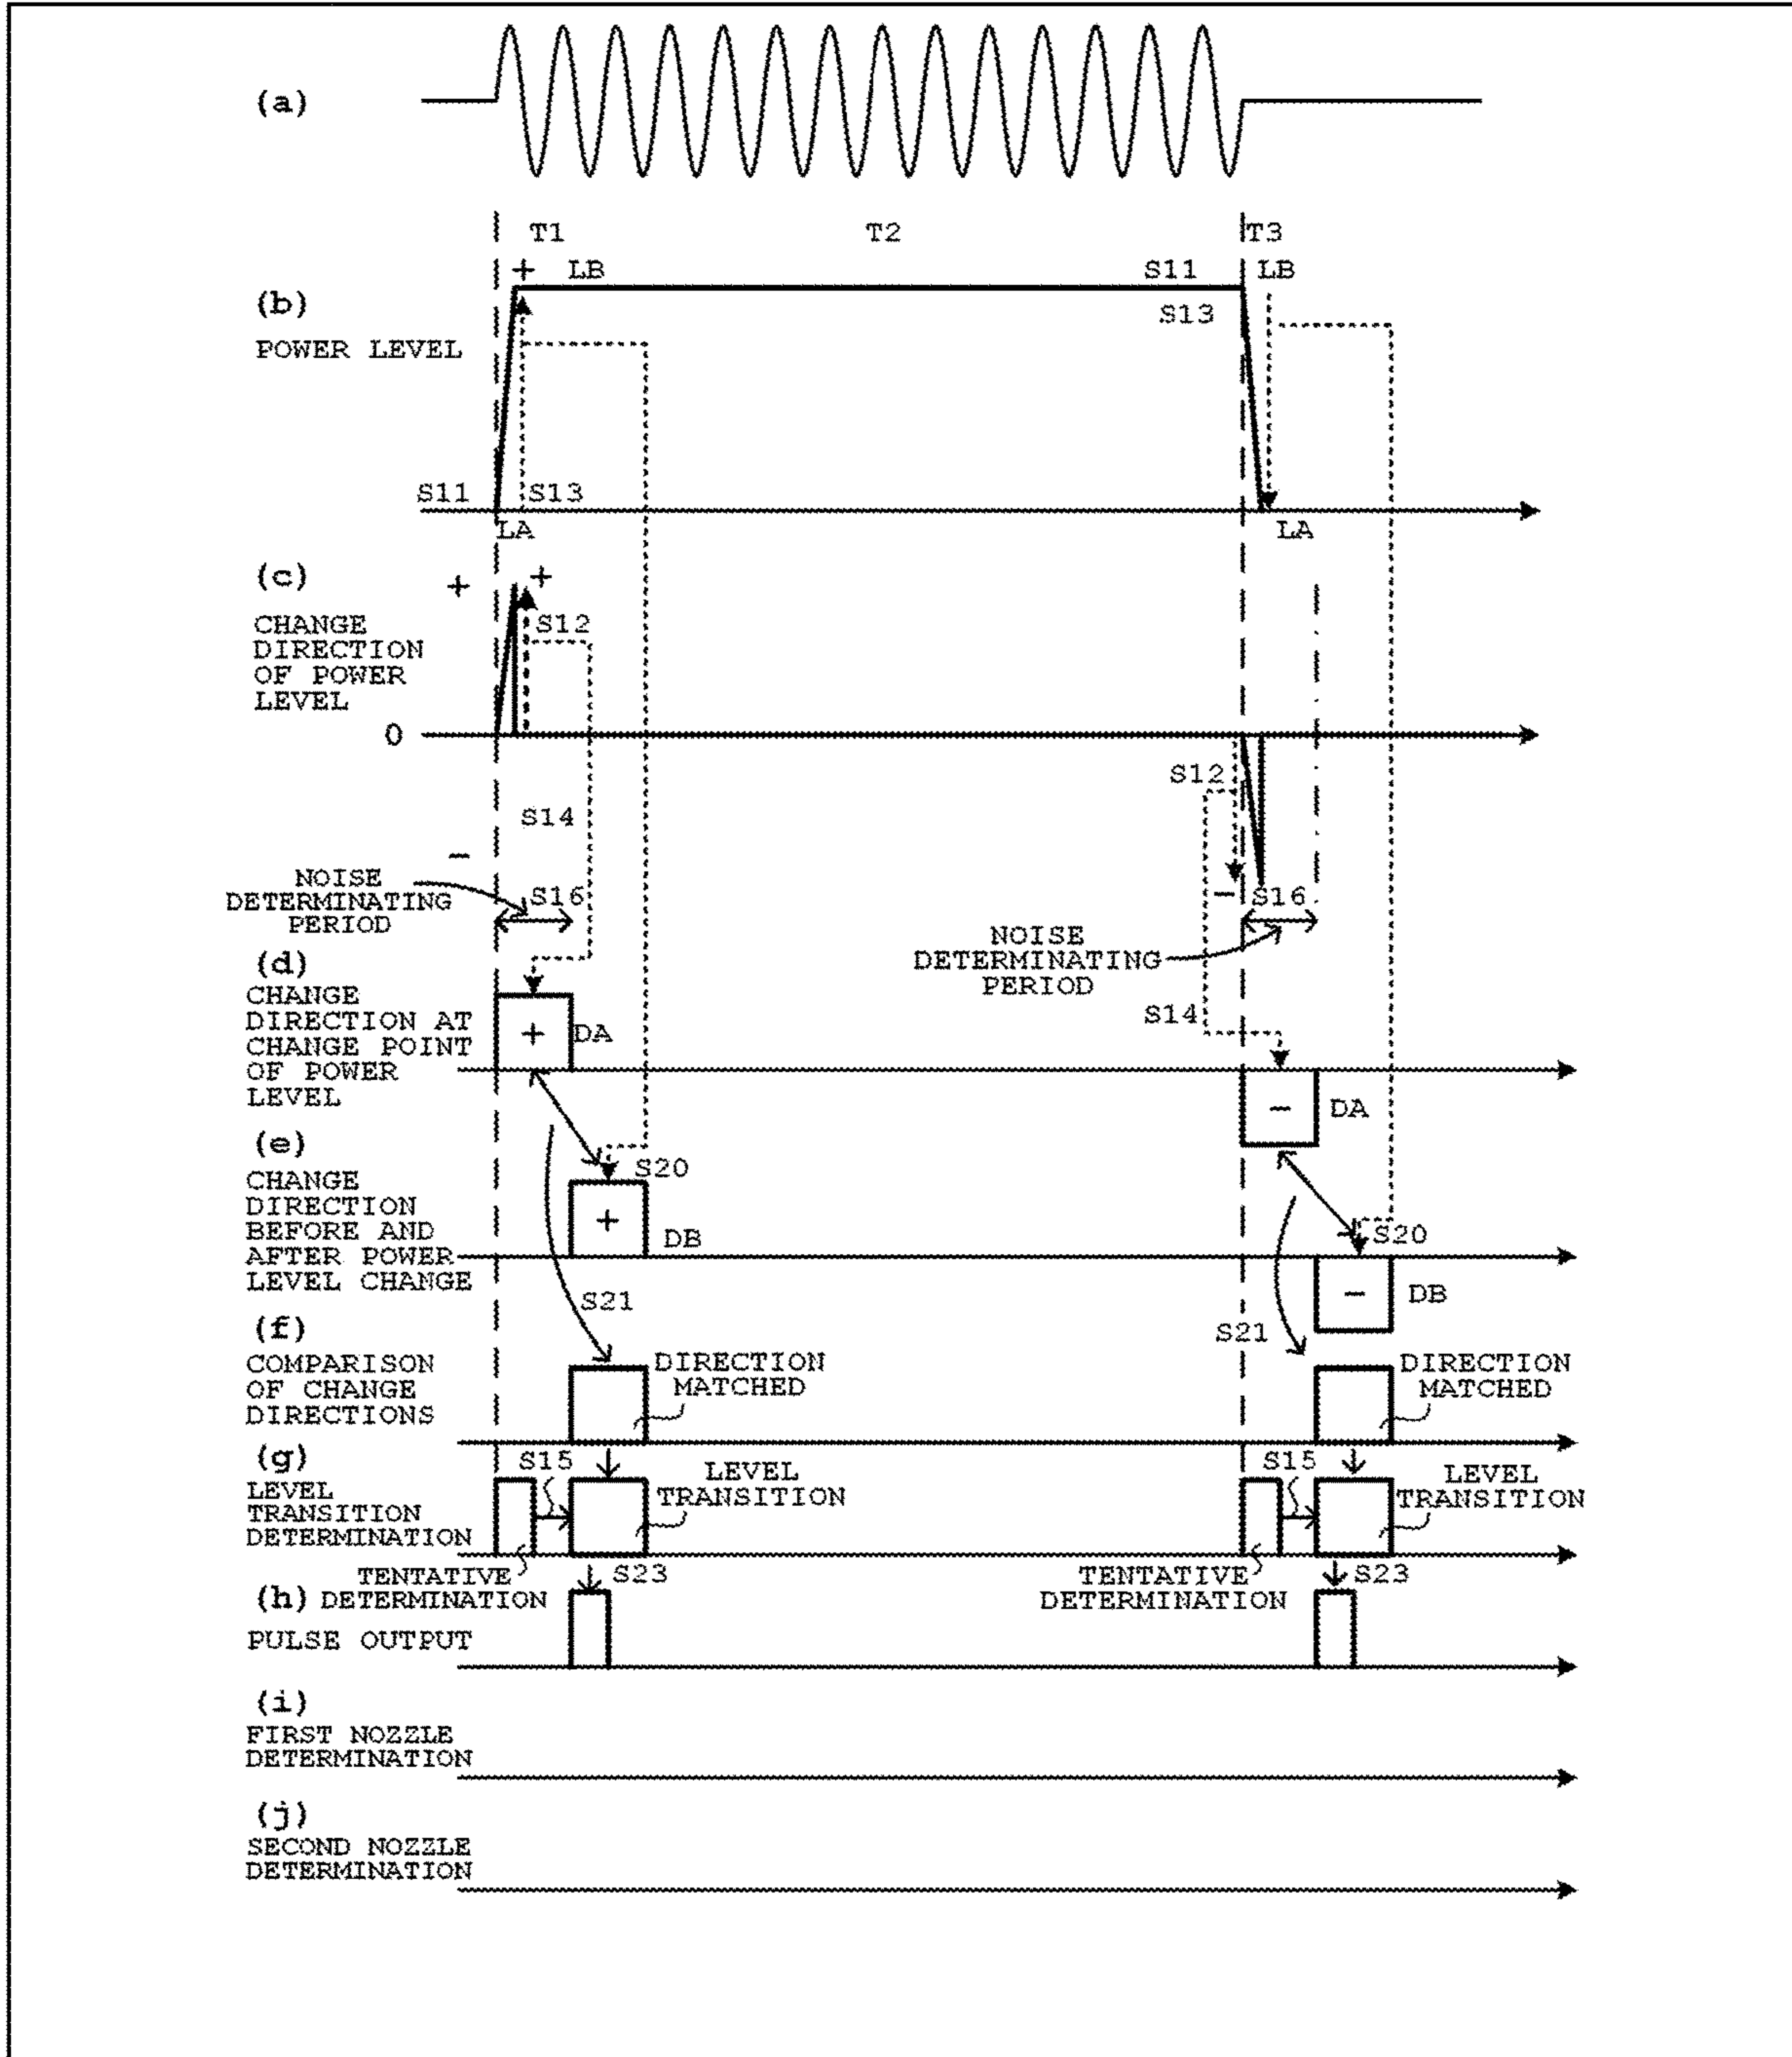 (a)
T1 T2 T3
+ LB S11 LB
(b) S13
POWER LEVEL
S11 S13
LA LA
(c) + +
CHANGE S12
DIRECTION
OF POWER
LEVEL
0
S12
S14
−
NOISE S16 − S16
DETERMINATING
PERIOD
NOISE
DETERMINATING
PERIOD
(d)
CHANGE
DIRECTION AT S14
CHANGE POINT + DA
OF POWER
LEVEL
− DA
(e)
CHANGE S20
DIRECTION
BEFORE AND + DB S20
AFTER POWER
LEVEL CHANGE
− DB
S21 S21
(f)
COMPARISON DIRECTION DIRECTION
OF CHANGE MATCHED MATCHED
DIRECTIONS
(g) S15 LEVEL S15 LEVEL
LEVEL TRANSITION TRANSITION
TRANSITION
DETERMINATION
TENTATIVE S23 TENTATIVE S23
(h) DETERMINATION DETERMINATION
PULSE OUTPUT
(i)
FIRST NOZZLE
DETERMINATION
(j)
SECOND NOZZLE
DETERMINATION